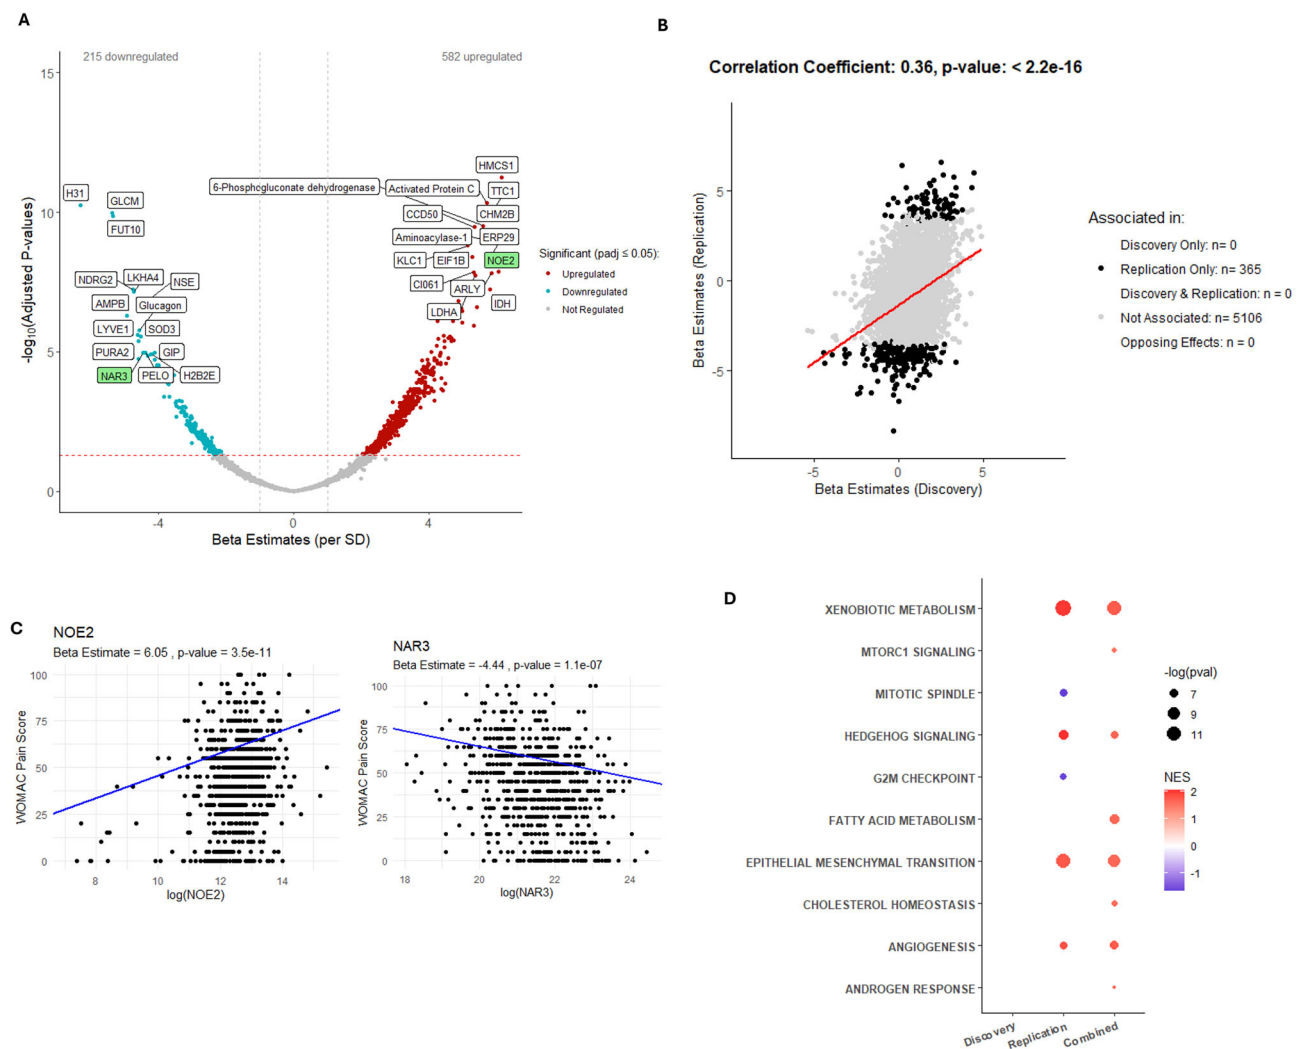 A
215 downregulated
582 upregulated
15
10
5
0
-log10(Adjusted P-values)
HMCS1
6-Phosphogluconate dehydrogenase
Activated Protein C
TTC1
H31
GLCM
CCD50
CHM2B
FUT10
Aminoacylase-1
ERP29
KLC1
EIF1B
NOE2
NDRG2
LKHA4
NSE
CI061
ARLY
AMPB
Glucagon
IDH
LDHA
LYVE1
SOD3
PURA2
GIP
NAR3
PELO
H2B2E
Significant (padj ≤ 0.05):
Upregulated
Downregulated
Not Regulated
-4
0
4
Beta Estimates (per SD)
B
Correlation Coefficient: 0.36, p-value: < 2.2e-16
5
0
-5
Beta Estimates (Replication)
-5
0
5
Beta Estimates (Discovery)
Associated in:
Discovery Only: n= 0
Replication Only: n= 365
Discovery & Replication: n = 0
Not Associated: n= 5106
Opposing Effects: n = 0
C
NOE2
Beta Estimate = 6.05 , p-value = 3.5e-11
100
75
50
25
0
WOMAC Pain Score
8
10
12
14
log(NOE2)
NAR3
Beta Estimate = -4.44 , p-value = 1.1e-07
100
75
50
25
0
WOMAC Pain Score
18
20
22
24
log(NAR3)
D
XENOBIOTIC METABOLISM
MTORC1 SIGNALING
MITOTIC SPINDLE
HEDGEHOG SIGNALING
G2M CHECKPOINT
FATTY ACID METABOLISM
EPITHELIAL MESENCHYMAL TRANSITION
CHOLESTEROL HOMEOSTASIS
ANGIOGENESIS
ANDROGEN RESPONSE
Discovery
Replication
Combined
-log(pval)
7
9
11
NES
2
1
0
-1